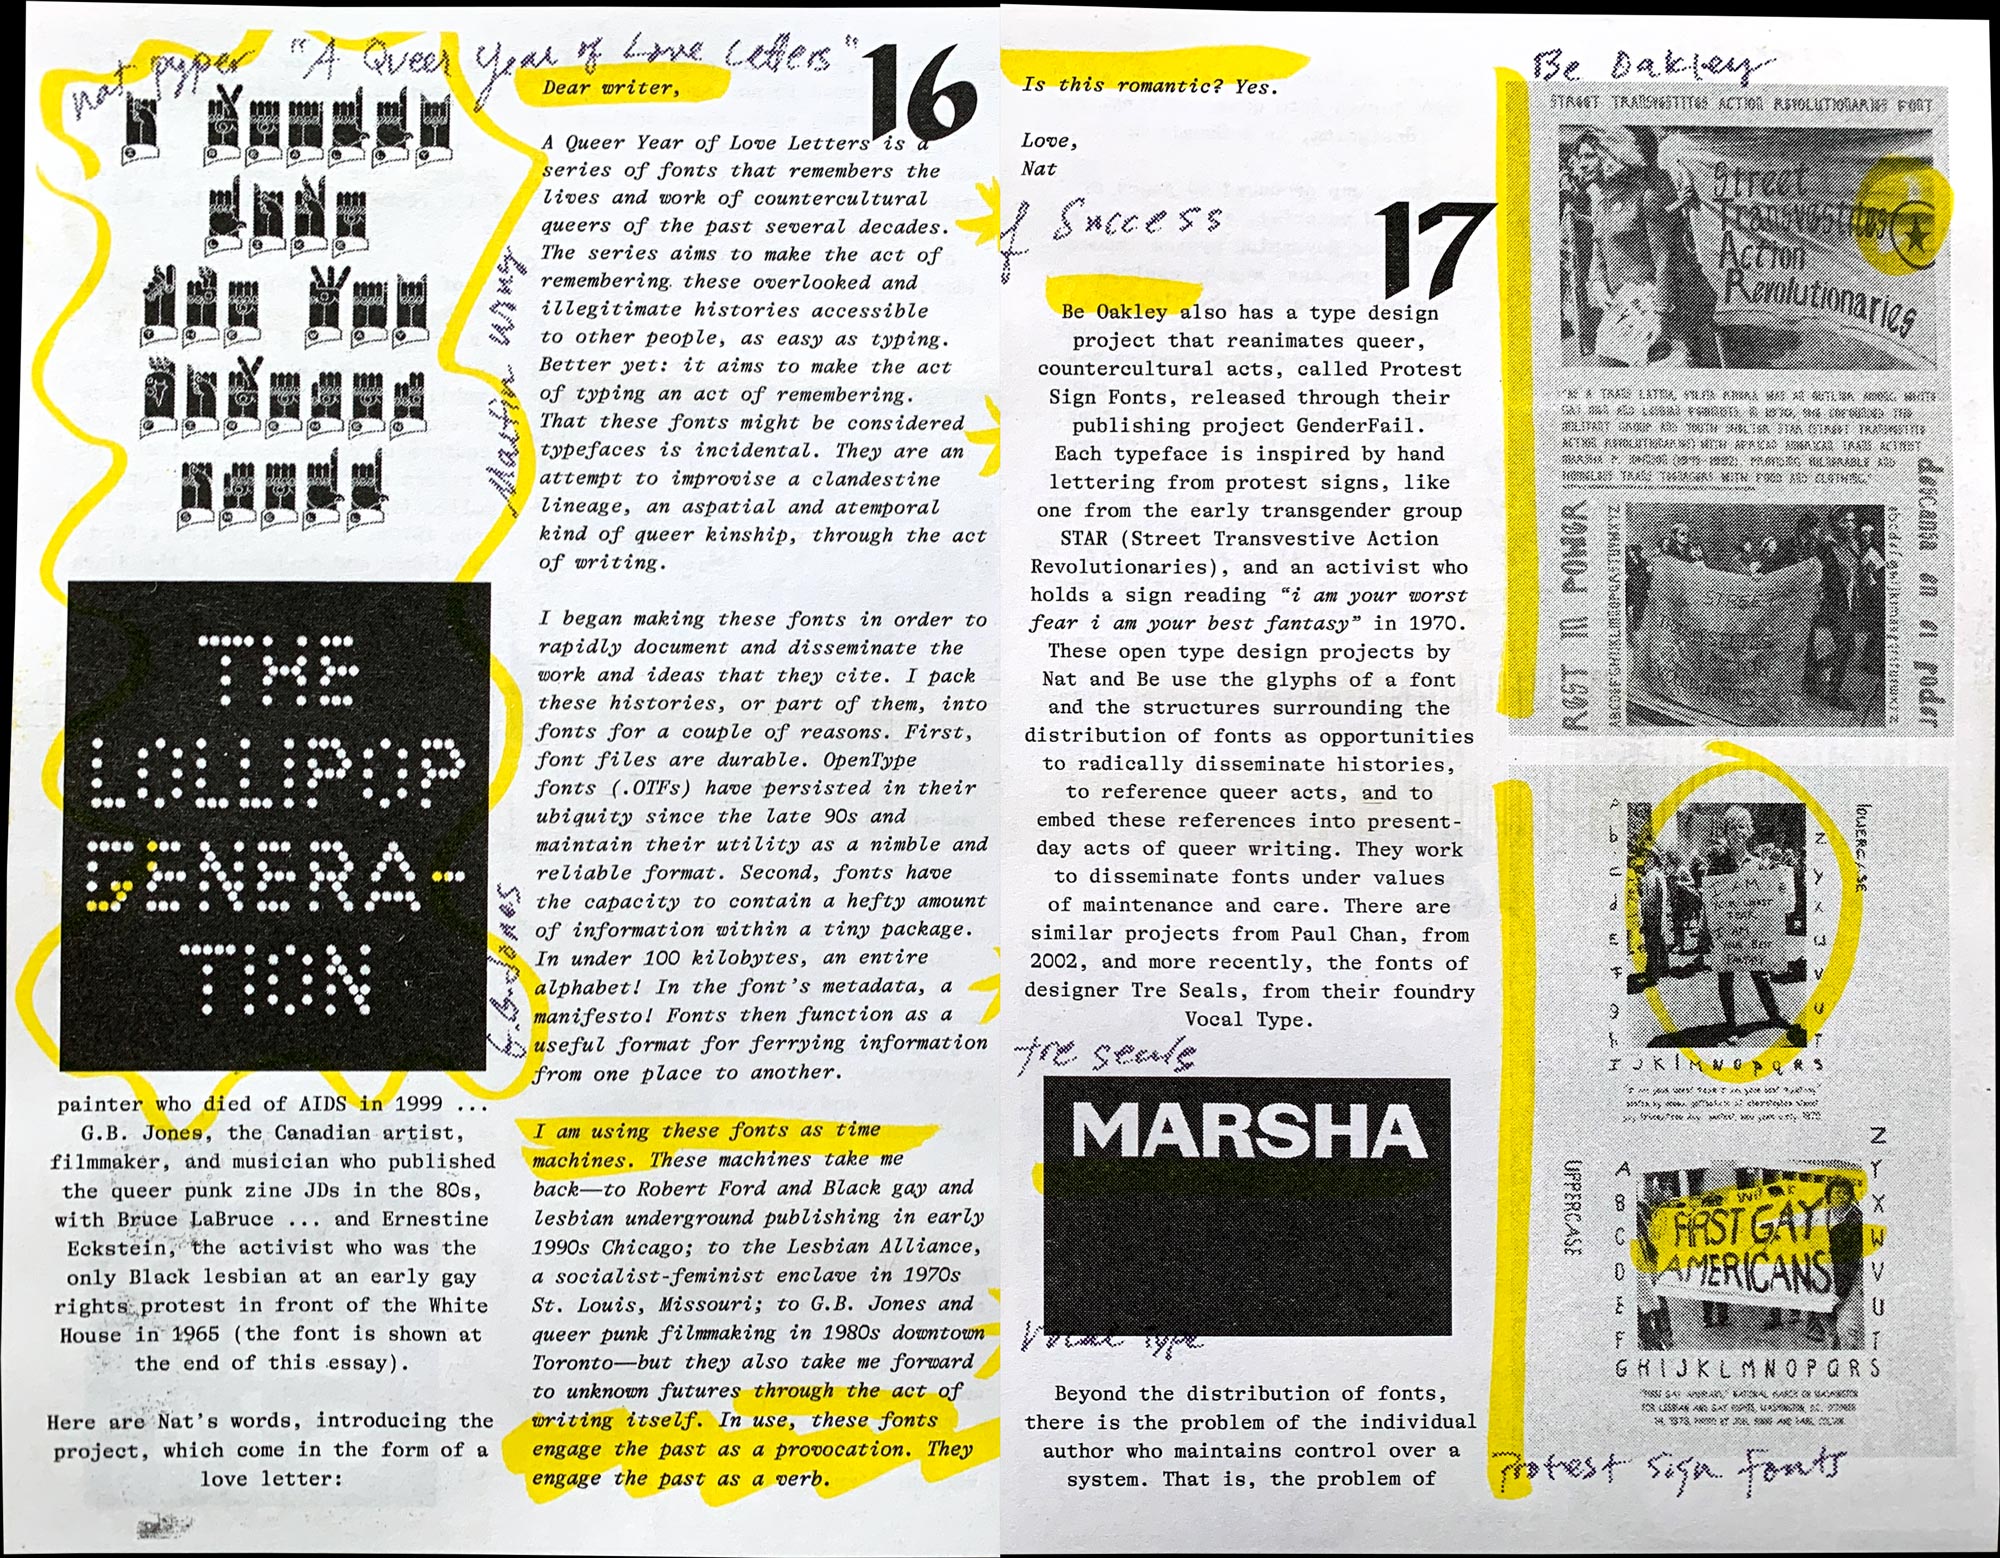 nat pyper "A Queer Year of Love Letters"
16
THE
LOLLIPOP
GENERA-
TION
painter who died of AIDS in 1999 ...
G.B. Jones, the Canadian artist,
filmmaker, and musician who published
the queer punk zine JDs in the 80s,
with Bruce LaBruce ... and Ernestine
Eckstein, the activist who was the
only Black lesbian at an early gay
rights protest in front of the White
House in 1965 (the font is shown at
the end of this essay).
Here are Nat's words, introducing the
project, which come in the form of a
love letter:
Martin Wong
G.B. Jones
Dear writer,
A Queer Year of Love Letters is a
series of fonts that remembers the
lives and work of countercultural
queers of the past several decades.
The series aims to make the act of
remembering these overlooked and
illegitimate histories accessible
to other people, as easy as typing.
Better yet: it aims to make the act
of typing an act of remembering.
That these fonts might be considered
typefaces is incidental. They are an
attempt to improvise a clandestine
lineage, an aspatial and atemporal
kind of queer kinship, through the act
of writing.
I began making these fonts in order to
rapidly document and disseminate the
work and ideas that they cite. I pack
these histories, or part of them, into
fonts for a couple of reasons. First,
font files are durable. OpenType
fonts (.OTFs) have persisted in their
ubiquity since the late 90s and
maintain their utility as a nimble and
reliable format. Second, fonts have
the capacity to contain a hefty amount
of information within a tiny package.
In under 100 kilobytes, an entire
alphabet! In the font's metadata, a
manifesto! Fonts then function as a
useful format for ferrying information
from one place to another.
I am using these fonts as time
machines. These machines take me
back—to Robert Ford and Black gay and
lesbian underground publishing in early
1990s Chicago; to the Lesbian Alliance,
a socialist-feminist enclave in 1970s
St. Louis, Missouri; to G.B. Jones and
queer punk filmmaking in 1980s downtown
Toronto—but they also take me forward
to unknown futures through the act of
writing itself. In use, these fonts
engage the past as a provocation. They
engage the past as a verb.
Is this romantic? Yes.
Love,
Nat
f Success
17
Be Oakley also has a type design
project that reanimates queer,
countercultural acts, called Protest
Sign Fonts, released through their
publishing project GenderFail.
Each typeface is inspired by hand
lettering from protest signs, like
one from the early transgender group
STAR (Street Transvestive Action
Revolutionaries), and an activist who
holds a sign reading "i am your worst
fear i am your best fantasy" in 1970.
These open type design projects by
Nat and Be use the glyphs of a font
and the structures surrounding the
distribution of fonts as opportunities
to radically disseminate histories,
to reference queer acts, and to
embed these references into present-
day acts of queer writing. They work
to disseminate fonts under values
of maintenance and care. There are
similar projects from Paul Chan, from
2002, and more recently, the fonts of
designer Tre Seals, from their foundry
Vocal Type.
tre seals
MARSHA
Vocal Type
Beyond the distribution of fonts,
there is the problem of the individual
author who maintains control over a
system. That is, the problem of
Be Oakley
STREET TRANSVESTITES ACTION REVOLUTIONARIES FONT
Street
Transvestites
Action
Revolutionaries
REST IN POWER
Descansa en el poder
LOWERCASE
I AM
YOUR WORST
FEAR
I AM
YOUR BEST
FANTASY
I J K L M N O P Q R S
UPPERCASE
A B C D E F
FIRST GAY
AMERICANS
Z Y X W V U T
G H I J K L M N O P Q R S
Protest Sign Fonts